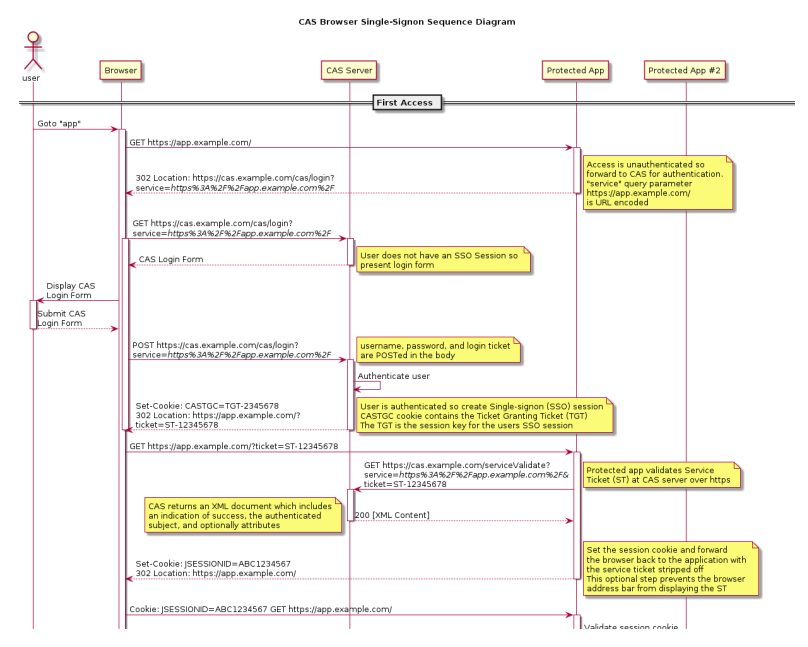 CAS Browser Single-Signon Sequence Diagram
user
Browser
CAS Server
Protected App
Protected App #2
First Access
Goto "app"
GET https://app.example.com/
Access is unauthenticated so
forward to CAS for authentication.
"service" query parameter
https://app.example.com/
is URL encoded
302 Location: https://cas.example.com/cas/login?
service=https%3A%2F%2Fapp.example.com%2F
GET https://cas.example.com/cas/login?
service=https%3A%2F%2Fapp.example.com%2F
User does not have an SSO Session so
present login form
CAS Login Form
Display CAS
Login Form
Submit CAS
Login Form
POST https://cas.example.com/cas/login?
service=https%3A%2F%2Fapp.example.com%2F
username, password, and login ticket
are POSTed in the body
Authenticate user
Set-Cookie: CASTGC=TGT-2345678
302 Location: https://app.example.com/?
ticket=ST-12345678
User is authenticated so create Single-signon (SSO) session
CASTGC cookie contains the Ticket Granting Ticket (TGT)
The TGT is the session key for the users SSO session
GET https://app.example.com/?ticket=ST-12345678
GET https://cas.example.com/serviceValidate?
service=https%3A%2F%2Fapp.example.com%2F&
ticket=ST-12345678
Protected app validates Service
Ticket (ST) at CAS server over https
CAS returns an XML document which includes
an indication of success, the authenticated
subject, and optionally attributes
200 [XML Content]
Set the session cookie and forward
the browser back to the application with
the service ticket stripped off
This optional step prevents the browser
address bar from displaying the ST
Set-Cookie: JSESSIONID=ABC1234567
302 Location: https://app.example.com/
Cookie: JSESSIONID=ABC1234567 GET https://app.example.com/
Validate session cookie